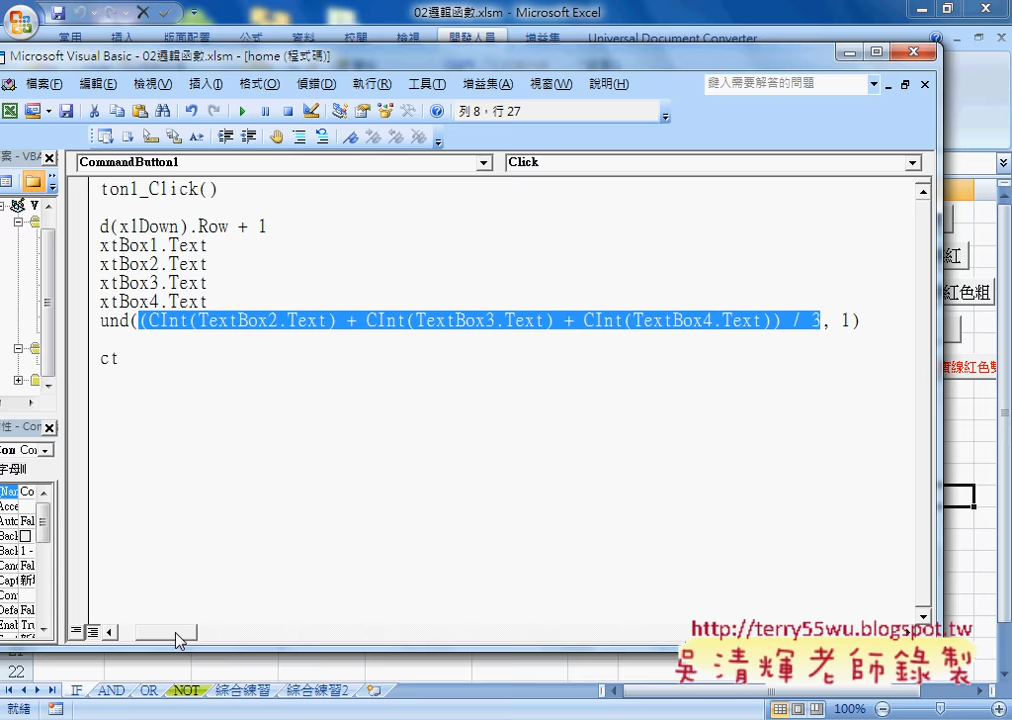 02邏輯函數.xlsm - Microsoft Excel
常用 插入 版面配置 公式 資料 校閱 檢視 開發人員 增益集 Universal Document Converter
Microsoft Visual Basic - 02邏輯函數.xlsm - [home (程式碼)]
檔案(F) 編輯(E) 檢視(V) 插入(I) 格式(O) 偵錯(D) 執行(R) 工具(T) 增益集(A) 視窗(W) 說明(H) 鍵入需要解答的問題
列 8，行 27
CommandButton1 Click
ton1_Click()
d(xlDown).Row + 1
xtBox1.Text
xtBox2.Text
xtBox3.Text
xtBox4.Text
und((CInt(TextBox2.Text) + CInt(TextBox3.Text) + CInt(TextBox4.Text)) / 3, 1)
ct
紅
紅色粗
實線紅色雙
http://terry55wu.blogspot.tw
吳清輝老師錄製
22
IF AND OR NOT 綜合練習 綜合練習2
就緒 100%